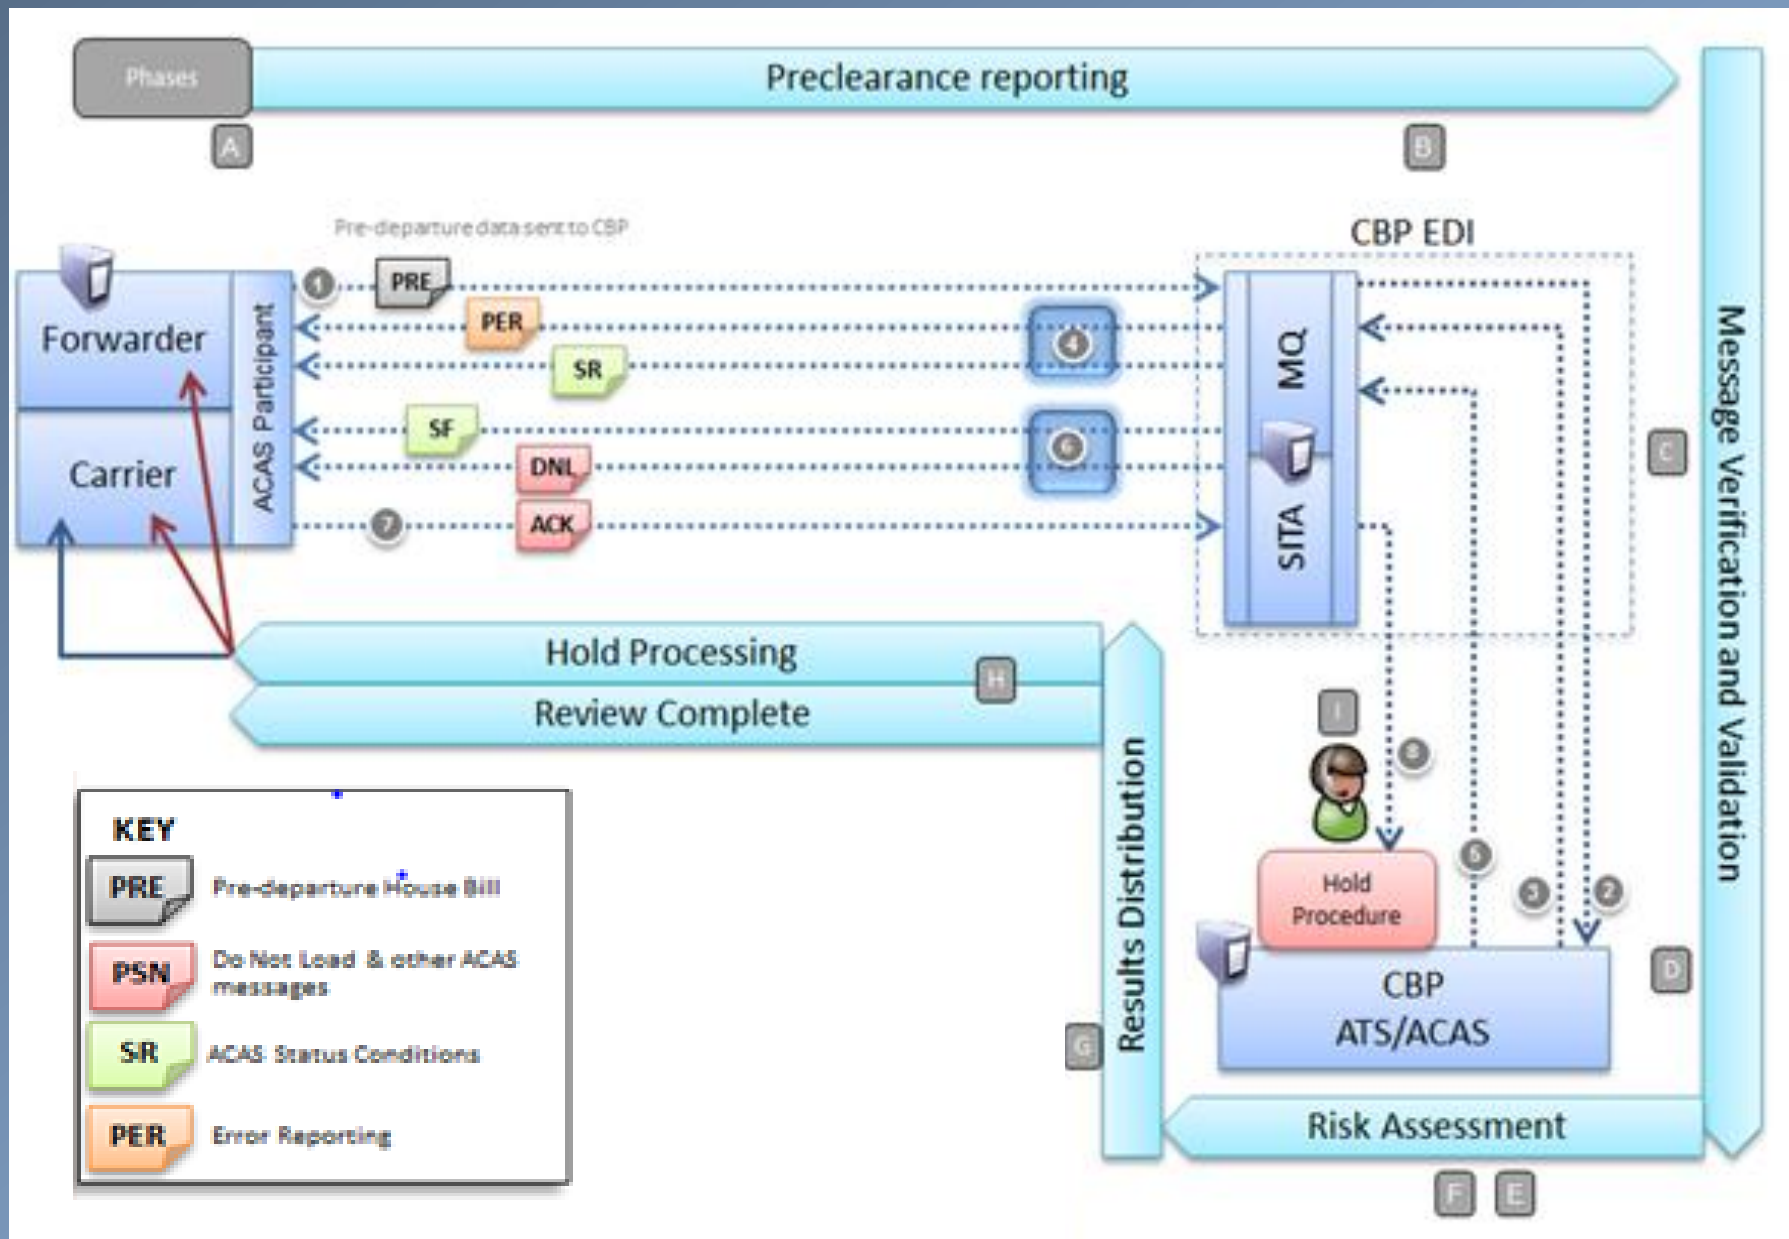 Phases
Preclearance reporting
A
B
Pre-departure data sent to CBP
CBP EDI
Forwarder
Carrier
ACAS Participant
1
PRE
PER
SR
4
SF
DNL
6
7
ACK
MQ
SITA
C
Message Verification and Validation
Hold Processing
H
Review Complete
Results Distribution
I
8
5
3
2
Hold
Procedure
CBP
ATS/ACAS
D
G
Risk Assessment
F
E
KEY
PRE
Pre-departure House Bill
PSN
Do Not Load & other ACAS
messages
SR
ACAS Status Conditions
PER
Error Reporting